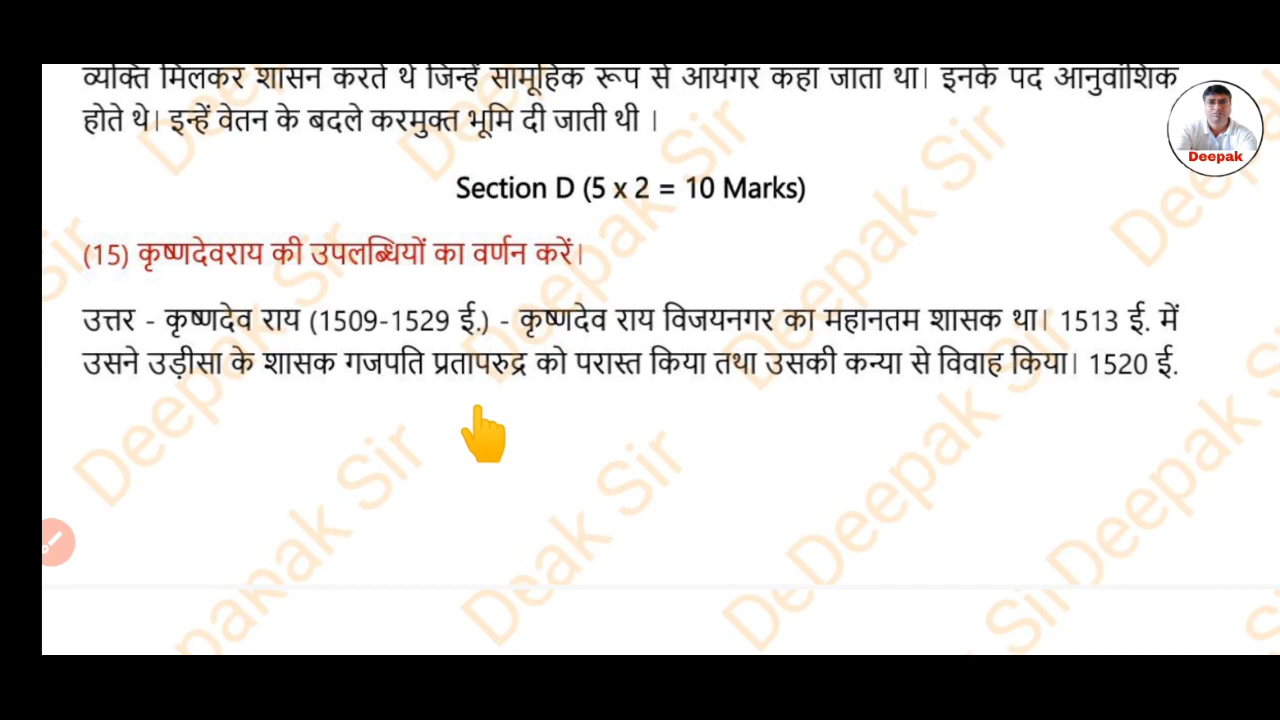 व्यक्ति मिलकर शासन करते थे जिन्हें सामूहिक रूप से आयंगर कहा जाता था। इनके पद आनुवांशिक
होते थे। इन्हें वेतन के बदले करमुक्त भूमि दी जाती थी ।
Deepak
Section D (5 x 2 = 10 Marks)
(15) कृष्णदेवराय की उपलब्धियों का वर्णन करें।
उत्तर - कृष्णदेव राय (1509-1529 ई.) - कृष्णदेव राय विजयनगर का महानतम शासक था। 1513 ई. में
उसने उड़ीसा के शासक गजपति प्रतापरुद्र को परास्त किया तथा उसकी कन्या से विवाह किया। 1520 ई.
Deepak Sir